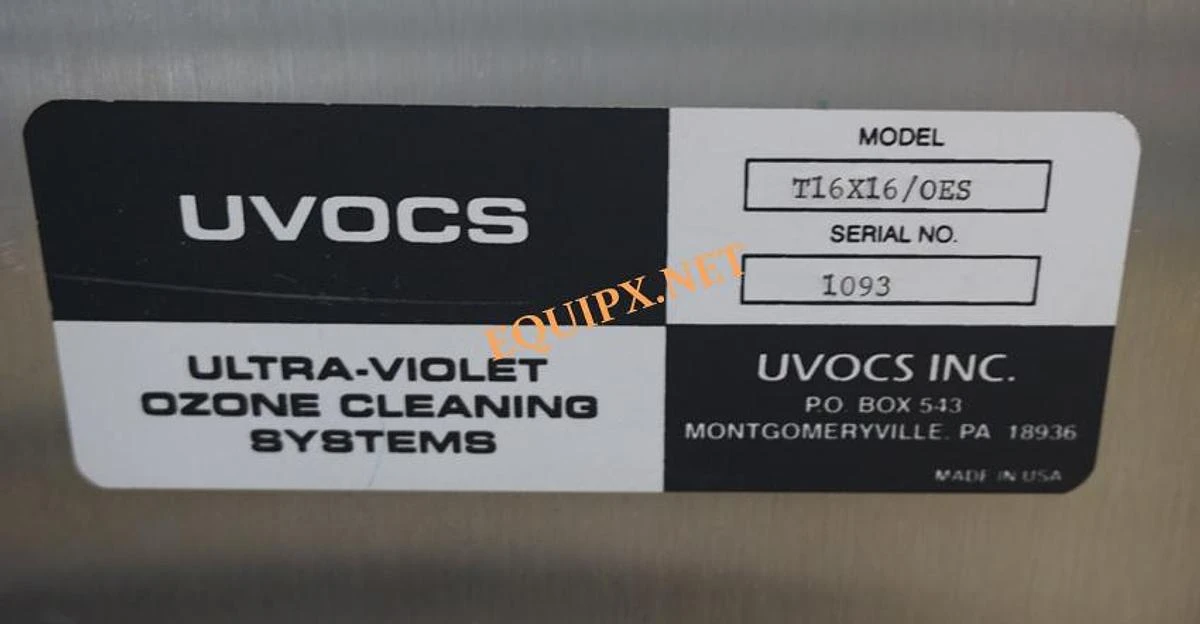 UVOCS
ULTRA-VIOLET
OZONE CLEANING
SYSTEMS
MODEL
T16X16/OES
SERIAL NO.
1093
UVOCS INC.
P.O. BOX 543
MONTGOMERYVILLE, PA 18936
MADE IN USA
EQUIPX.NET